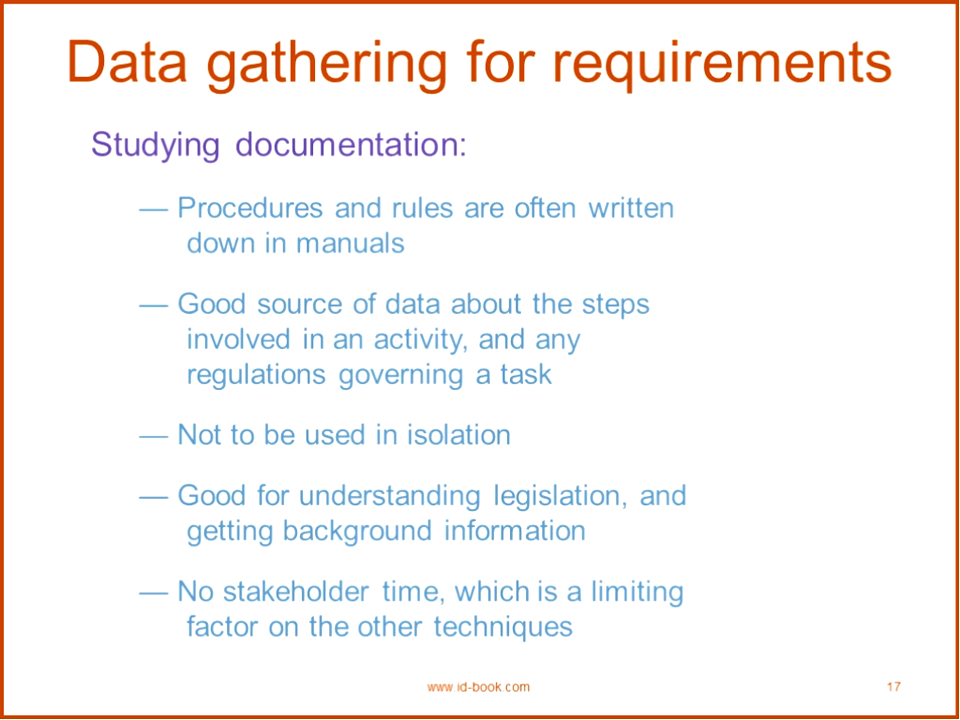 Data gathering for requirements
Studying documentation:
— Procedures and rules are often written
down in manuals
— Good source of data about the steps
involved in an activity, and any
regulations governing a task
— Not to be used in isolation
— Good for understanding legislation, and
getting background information
— No stakeholder time, which is a limiting
factor on the other techniques
www.id-book.com
17